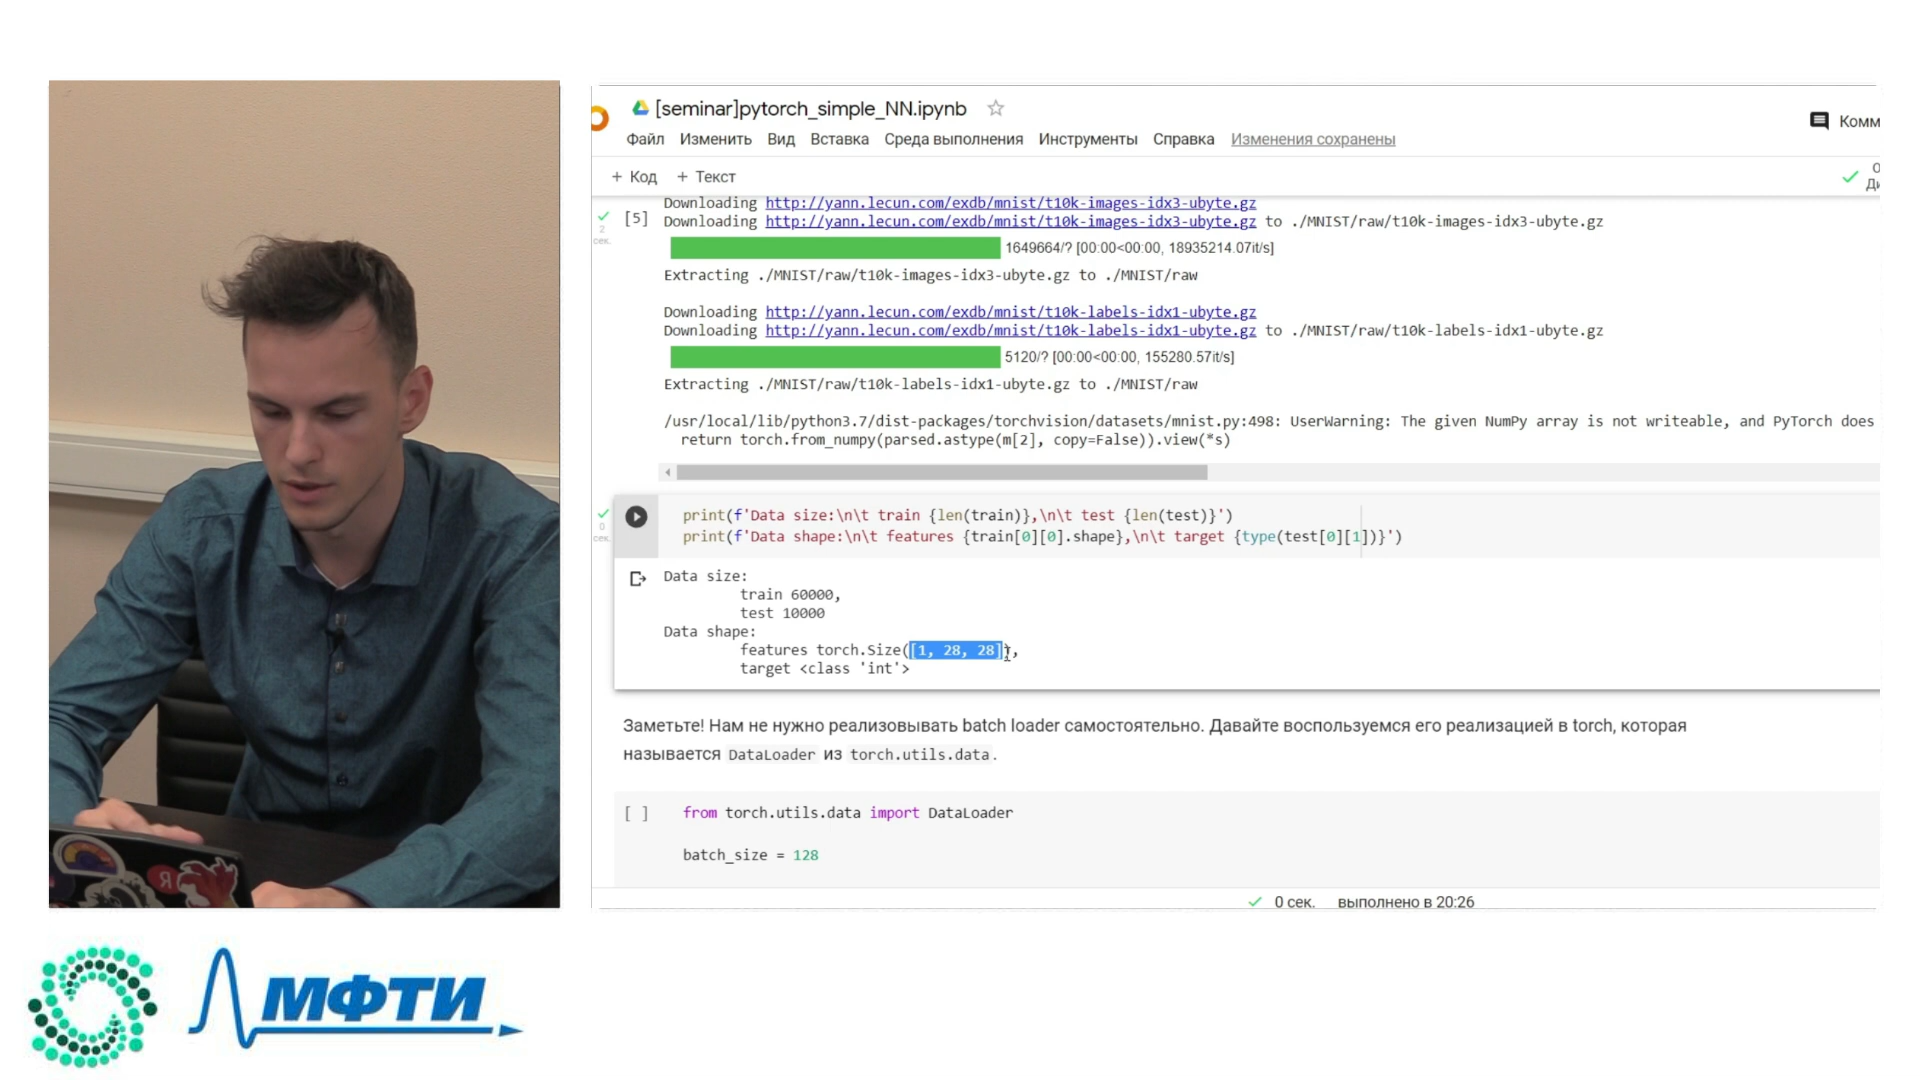 [seminar]pytorch_simple_NN.ipynb
Комм
Файл Изменить Вид Вставка Среда выполнения Инструменты Справка Изменения сохранены
+ Код + Текст
Downloading http://yann.lecun.com/exdb/mnist/t10k-images-idx3-ubyte.gz
[5] Downloading http://yann.lecun.com/exdb/mnist/t10k-images-idx3-ubyte.gz to ./MNIST/raw/t10k-images-idx3-ubyte.gz
2
сек.
1649664/? [00:00<00:00, 18935214.07it/s]
Extracting ./MNIST/raw/t10k-images-idx3-ubyte.gz to ./MNIST/raw
Downloading http://yann.lecun.com/exdb/mnist/t10k-labels-idx1-ubyte.gz
Downloading http://yann.lecun.com/exdb/mnist/t10k-labels-idx1-ubyte.gz to ./MNIST/raw/t10k-labels-idx1-ubyte.gz
5120/? [00:00<00:00, 155280.57it/s]
Extracting ./MNIST/raw/t10k-labels-idx1-ubyte.gz to ./MNIST/raw
/usr/local/lib/python3.7/dist-packages/torchvision/datasets/mnist.py:498: UserWarning: The given NumPy array is not writeable, and PyTorch does
return torch.from_numpy(parsed.astype(m[2], copy=False)).view(*s)
0
сек.
print(f'Data size:\n\t train {len(train)},\n\t test {len(test)}')
print(f'Data shape:\n\t features {train[0][0].shape},\n\t target {type(test[0][1])}')
Data size:
train 60000,
test 10000
Data shape:
features torch.Size([1, 28, 28]),
target <class 'int'>
Заметьте! Нам не нужно реализовывать batch loader самостоятельно. Давайте воспользуемся его реализацией в torch, которая
называется DataLoader из torch.utils.data.
[ ] from torch.utils.data import DataLoader
batch_size = 128
0 сек. выполнено в 20:26
Я
МФТИ